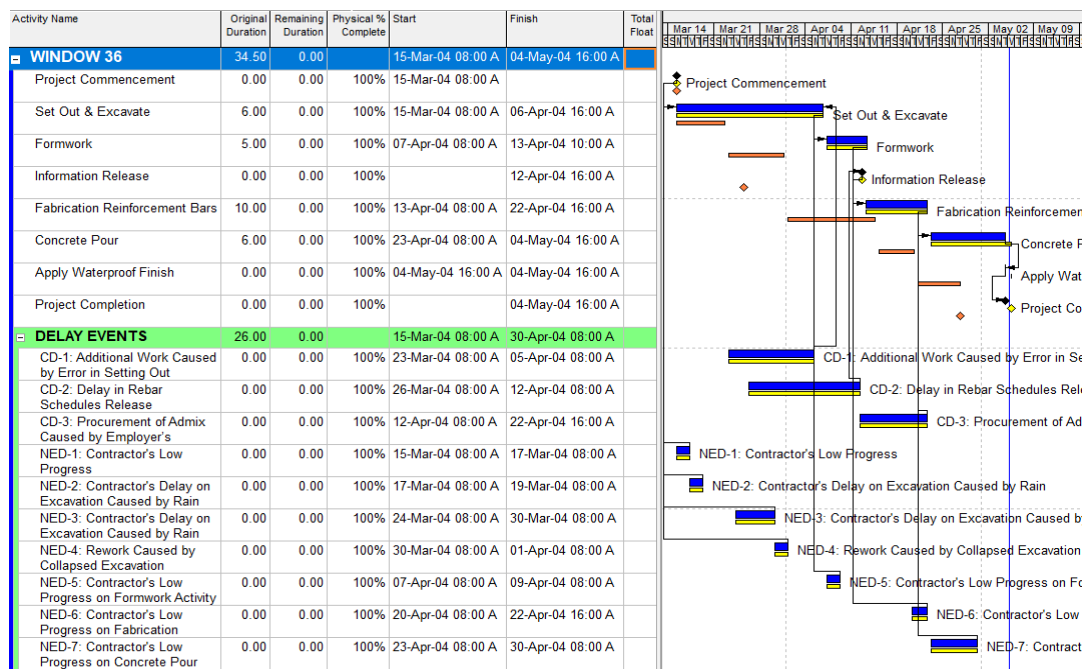 Activity Name Original Duration Remaining Duration Physical % Complete Start Finish Total Float
Mar 14 Mar 21 Mar 28 Apr 04 Apr 11 Apr 18 Apr 25 May 02 May 09
WINDOW 36 34.50 0.00 15-Mar-04 08:00 A 04-May-04 16:00 A
Project Commencement 0.00 0.00 100% 15-Mar-04 08:00 A Project Commencement
Set Out & Excavate 6.00 0.00 100% 15-Mar-04 08:00 A 06-Apr-04 16:00 A Set Out & Excavate
Formwork 5.00 0.00 100% 07-Apr-04 08:00 A 13-Apr-04 10:00 A Formwork
Information Release 0.00 0.00 100% 12-Apr-04 16:00 A Information Release
Fabrication Reinforcement Bars 10.00 0.00 100% 13-Apr-04 08:00 A 22-Apr-04 16:00 A Fabrication Reinforcemen
Concrete Pour 6.00 0.00 100% 23-Apr-04 08:00 A 04-May-04 16:00 A Concrete P
Apply Waterproof Finish 0.00 0.00 100% 04-May-04 16:00 A 04-May-04 16:00 A Apply Wat
Project Completion 0.00 0.00 100% 04-May-04 16:00 A Project Co
DELAY EVENTS 26.00 0.00 15-Mar-04 08:00 A 30-Apr-04 08:00 A
CD-1: Additional Work Caused 0.00 0.00 100% 23-Mar-04 08:00 A 05-Apr-04 08:00 A CD-1: Additional Work Caused by Error in Se
by Error in Setting Out
CD-2: Delay in Rebar 0.00 0.00 100% 26-Mar-04 08:00 A 12-Apr-04 08:00 A CD-2: Delay in Rebar Schedules Rel
Schedules Release
CD-3: Procurement of Admix 0.00 0.00 100% 12-Apr-04 08:00 A 22-Apr-04 16:00 A CD-3: Procurement of Ad
Caused by Employer's
NED-1: Contractor's Low 0.00 0.00 100% 15-Mar-04 08:00 A 17-Mar-04 08:00 A NED-1: Contractor's Low Progress
Progress
NED-2: Contractor's Delay on 0.00 0.00 100% 17-Mar-04 08:00 A 19-Mar-04 08:00 A NED-2: Contractor's Delay on Excavation Caused by Rain
Excavation Caused by Rain
NED-3: Contractor's Delay on 0.00 0.00 100% 24-Mar-04 08:00 A 30-Mar-04 08:00 A NED-3: Contractor's Delay on Excavation Caused b
Excavation Caused by Rain
NED-4: Rework Caused by 0.00 0.00 100% 30-Mar-04 08:00 A 01-Apr-04 08:00 A NED-4: Rework Caused by Collapsed Excavation
Collapsed Excavation
NED-5: Contractor's Low 0.00 0.00 100% 07-Apr-04 08:00 A 09-Apr-04 08:00 A NED-5: Contractor's Low Progress on Fo
Progress on Formwork Activity
NED-6: Contractor's Low 0.00 0.00 100% 20-Apr-04 08:00 A 22-Apr-04 16:00 A NED-6: Contractor's Low
Progress on Fabrication
NED-7: Contractor's Low 0.00 0.00 100% 23-Apr-04 08:00 A 30-Apr-04 08:00 A NED-7: Contract
Progress on Concrete Pour